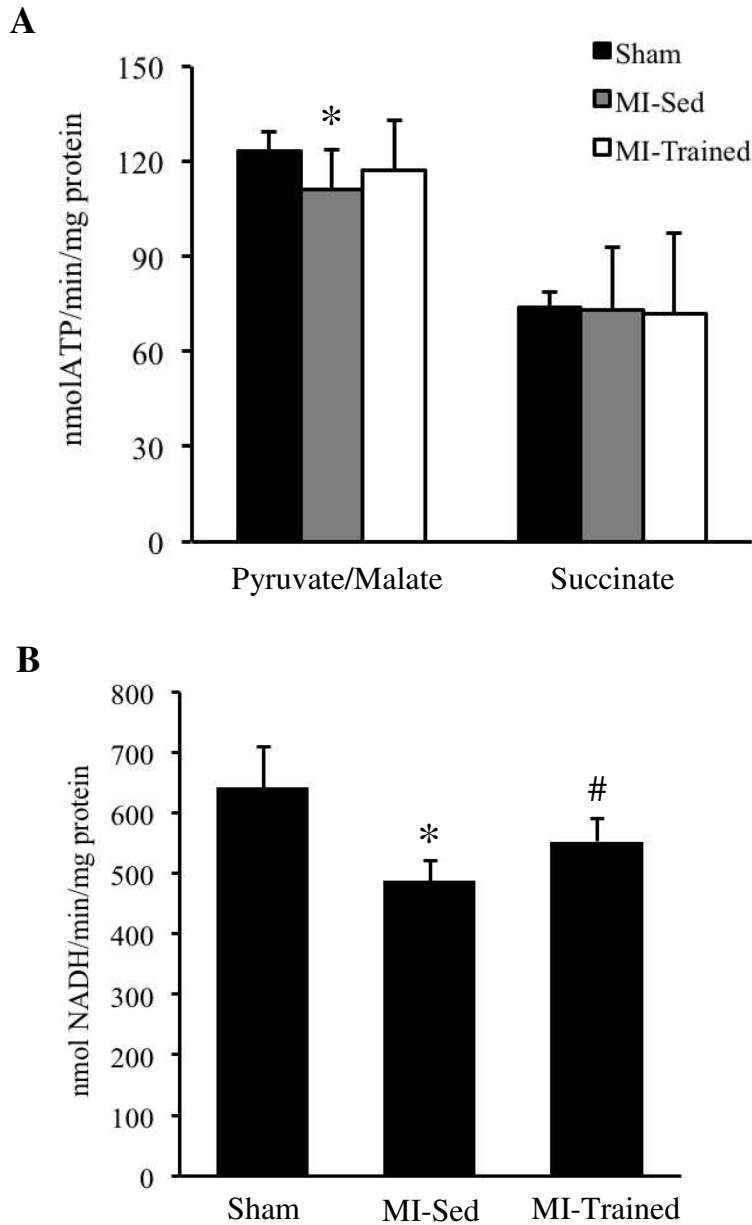 A
Sham
MI-Sed
MI-Trained
nmolATP/min/mg protein
150
120
90
60
30
0
*
Pyruvate/Malate
Succinate
B
nmol NADH/min/mg protein
800
700
600
500
400
300
200
100
0
*
#
Sham
MI-Sed
MI-Trained